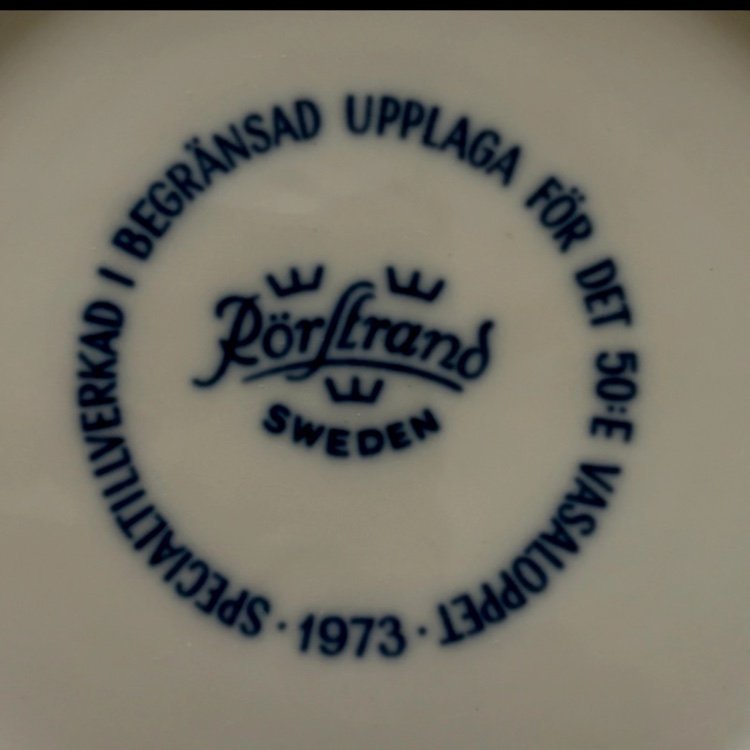 SPECIALTILLVERKAD I BEGRÄNSAD UPPLAGA FÖR DET 50:E VASALOPPET
· 1973 ·
Rörstrand
SWEDEN